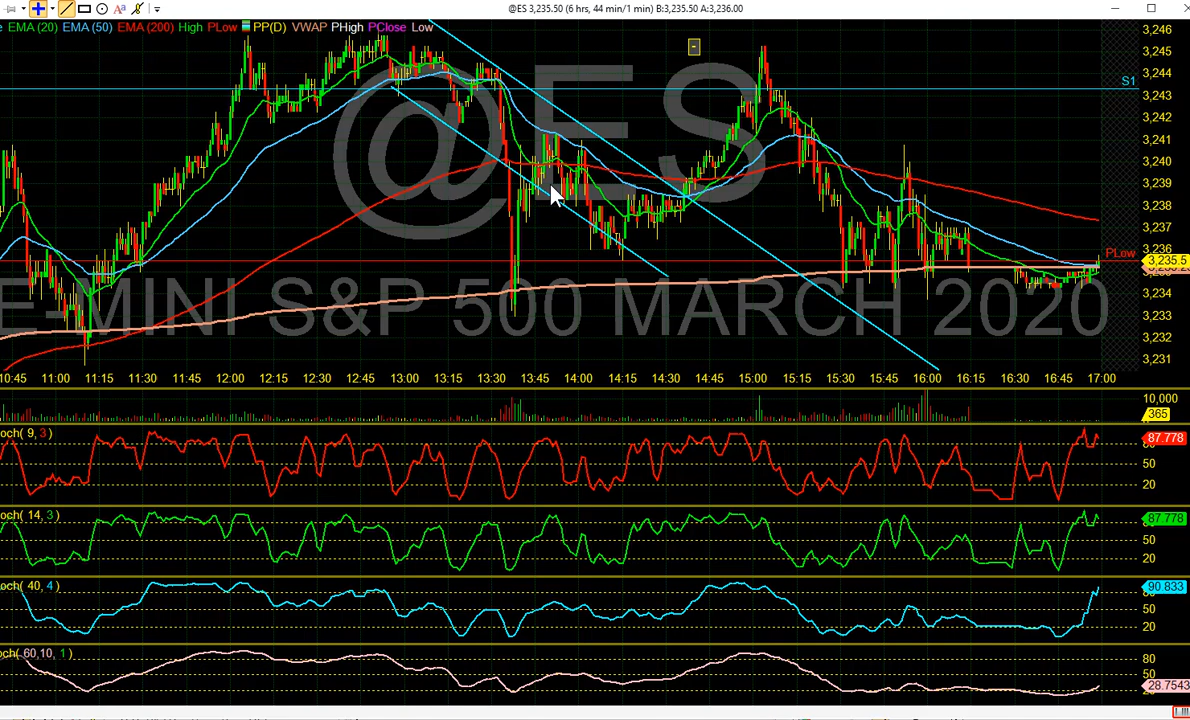 @ES 3,235.50 (6 hrs, 44 min/1 min) B:3,235.50 A:3,236.00
e EMA (20) EMA (50) EMA (200) High PLow PP(D) VWAP PHigh PClose Low
@ES
E-MINI S&P 500 MARCH 2020
3,246
3,245
3,244
S1
3,243
3,242
3,241
3,240
3,239
3,238
3,237
3,236
PLow
3,235.5
3,234
3,233
3,232
3,231
10:45 11:00 11:15 11:30 11:45 12:00 12:15 12:30 12:45 13:00 13:15 13:30 13:45 14:00 14:15 14:30 14:45 15:00 15:15 15:30 15:45 16:00 16:15 16:30 16:45 17:00
10,000
365
och( 9, 3 )
87.778
50
20
och( 14, 3 )
87.778
50
20
och( 40, 4 )
90.833
50
20
och( 60,10, 1 )
80
50
28.7543